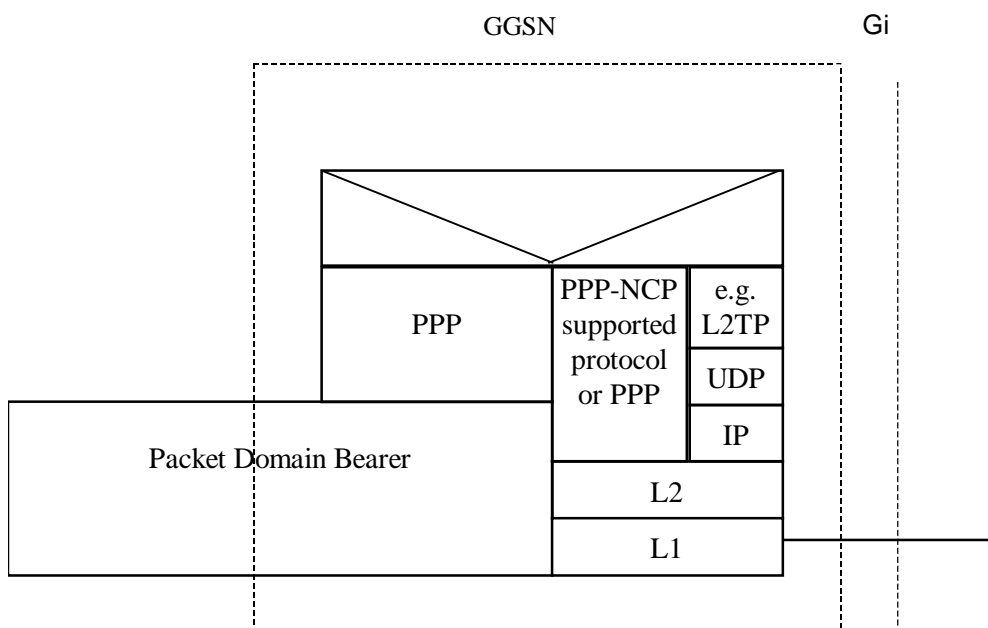 GGSN
Gi
PPP
PPP-NCP
supported
protocol
or PPP
e.g.
L2TP
UDP
IP
Packet Domain Bearer
L2
L1